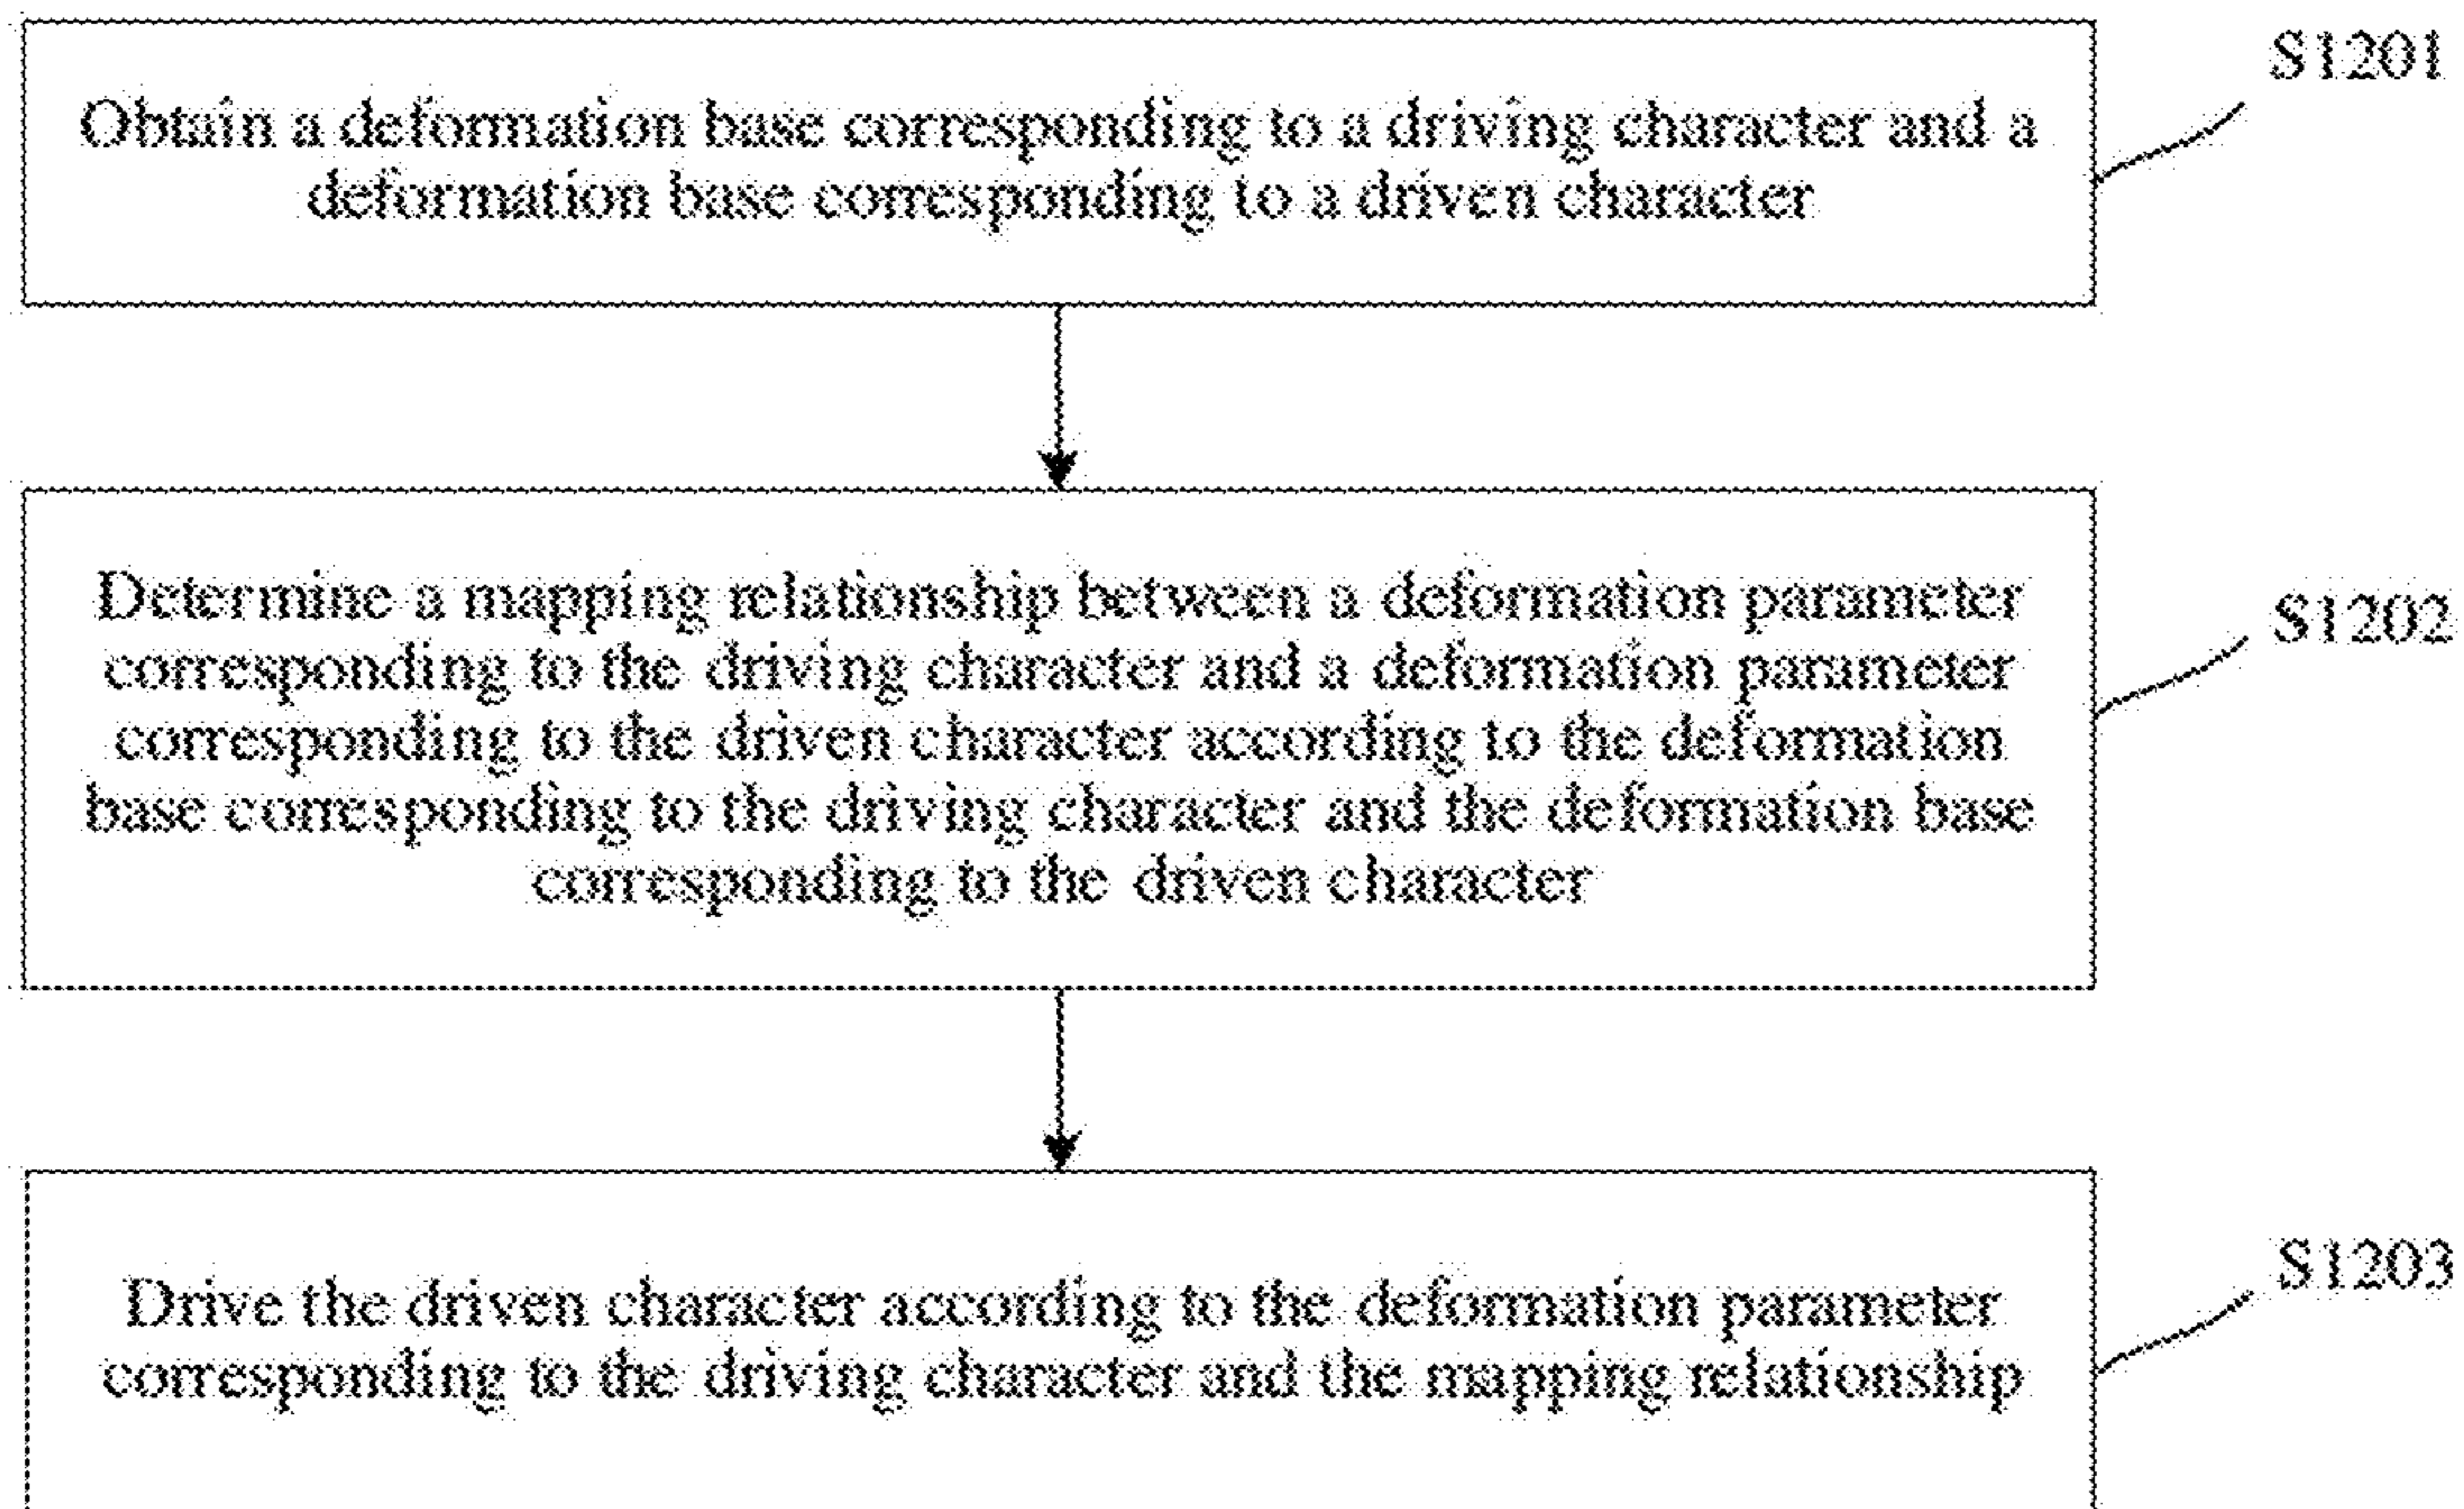 Obtain a deformation base corresponding to a driving character and a
deformation base corresponding to a driven character
S1201
Determine a mapping relationship between a deformation parameter
corresponding to the driving character and a deformation parameter
corresponding to the driven character according to the deformation
base corresponding to the driving character and the deformation base
corresponding to the driven character
S1202
Drive the driven character according to the deformation parameter
corresponding to the driving character and the mapping relationship
S1203